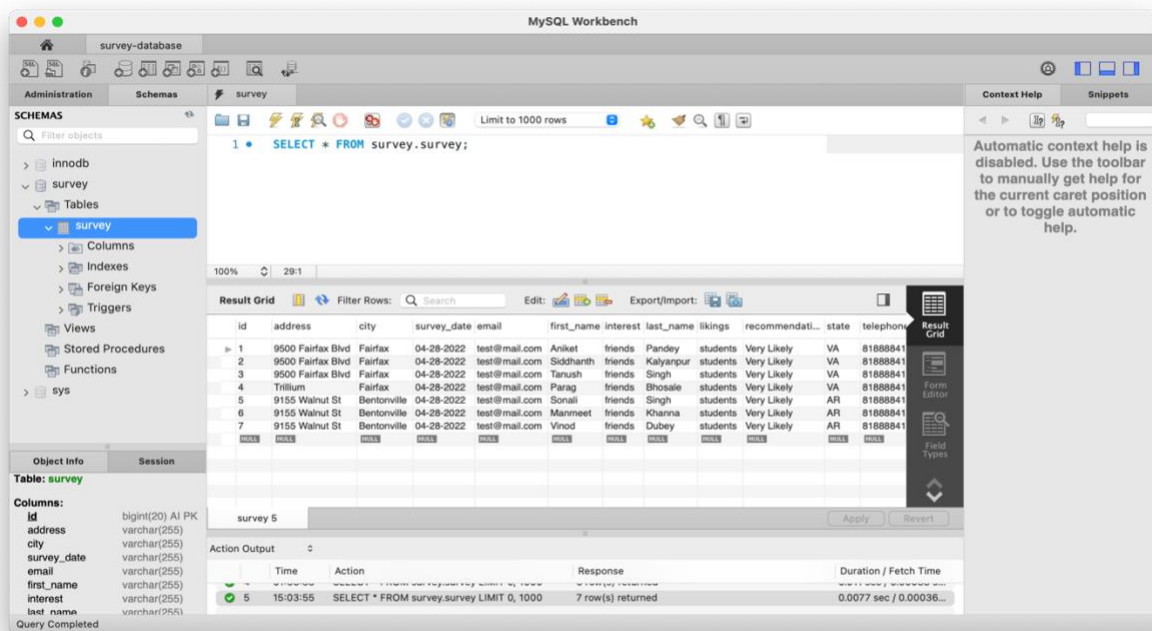 MySQL Workbench
survey-database
Administration Schemas
survey
Context Help Snippets
SCHEMAS
Filter objects
innodb
survey
Tables
survey
Columns
Indexes
Foreign Keys
Triggers
Views
Stored Procedures
Functions
sys
Limit to 1000 rows
1 SELECT * FROM survey.survey;
100% 29:1
Automatic context help is
disabled. Use the toolbar
to manually get help for
the current caret position
or to toggle automatic
help.
Result Grid Filter Rows: Search Edit: Export/Import:
id address city survey_date email first_name interest last_name likings recommendati... state telephone
1 9500 Fairfax Blvd Fairfax 04-28-2022 test@mail.com Aniket friends Pandey students Very Likely VA 81888841
2 9500 Fairfax Blvd Fairfax 04-28-2022 test@mail.com Siddhanth friends Kalyanpur students Very Likely VA 81888841
3 9500 Fairfax Blvd Fairfax 04-28-2022 test@mail.com Tanush friends Singh students Very Likely VA 81888841
4 Trillium Fairfax 04-28-2022 test@mail.com Parag friends Bhosale students Very Likely VA 81888841
5 9155 Walnut St Bentonville 04-28-2022 test@mail.com Sonali friends Singh students Very Likely AR 81888841
6 9155 Walnut St Bentonville 04-28-2022 test@mail.com Manmeet friends Khanna students Very Likely AR 81888841
7 9155 Walnut St Bentonville 04-28-2022 test@mail.com Vinod friends Dubey students Very Likely AR 81888841
NULL NULL NULL NULL NULL NULL NULL NULL NULL NULL NULL NULL
Result
Grid
Form
Editor
Field
Types
survey 5
Apply Revert
Object Info Session
Table: survey
Columns:
id bigint(20) AI PK
address varchar(255)
city varchar(255)
survey_date varchar(255)
email varchar(255)
first_name varchar(255)
interest varchar(255)
last_name varchar(255)
Action Output
Time Action Response Duration / Fetch Time
5 15:03:55 SELECT * FROM survey.survey LIMIT 0, 1000 7 row(s) returned 0.0077 sec / 0.00036...
Query Completed